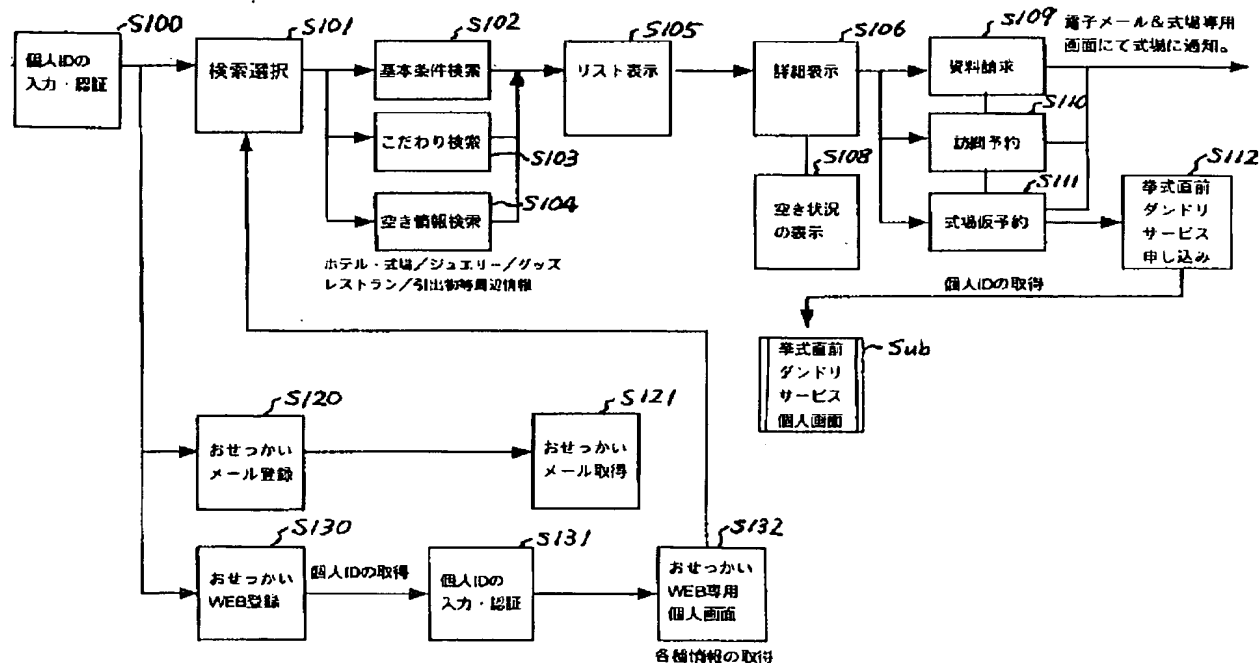 S100
個人IDの
入力・認証
S101
検索選択
S102
基本条件検索
こだわり検索
S103
S104
空き情報検索
ホテル・式場／ジュエリー／グッズ
レストラン／引出物等周辺情報
S105
リスト表示
S106
詳細表示
S108
空き状況
の表示
S109
資料請求
S110
訪問予約
S111
式場仮予約
電子メール＆式場専用
画面にて式場に通知。
S112
挙式直前
ダンドリ
サービス
申し込み
個人IDの取得
Sub
挙式直前
ダンドリ
サービス
個人画面
S120
おせっかい
メール登録
S121
おせっかい
メール取得
S130
おせっかい
WEB登録
個人IDの取得
S131
個人IDの
入力・認証
S132
おせっかい
WEB専用
個人画面
各種情報の取得